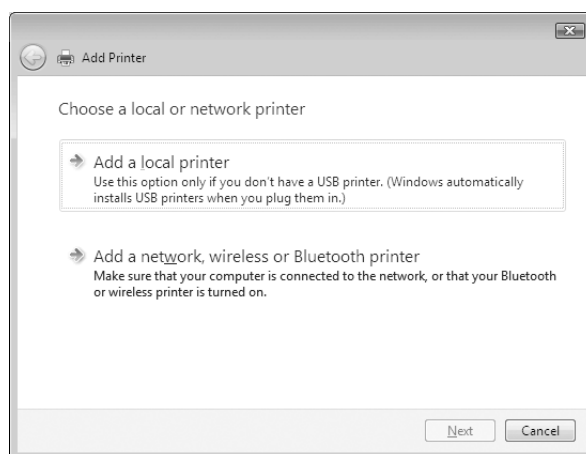 Add Printer
Choose a local or network printer
Add a local printer
Use this option only if you don't have a USB printer. (Windows automatically
installs USB printers when you plug them in.)
Add a network, wireless or Bluetooth printer
Make sure that your computer is connected to the network, or that your Bluetooth
or wireless printer is turned on.
Next Cancel